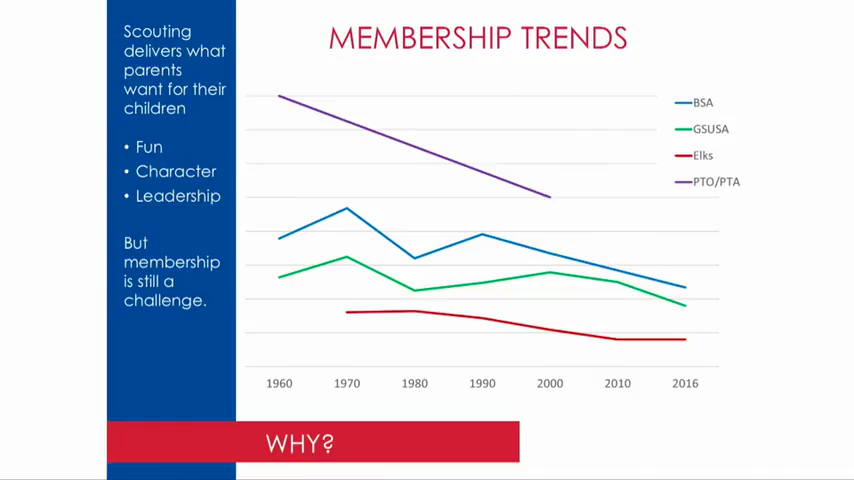 Scouting
delivers what
parents
want for their
children
• Fun
• Character
• Leadership
But
membership
is still a
challenge.
MEMBERSHIP TRENDS
BSA
GSUSA
Elks
PTO/PTA
1960 1970 1980 1990 2000 2010 2016
WHY?